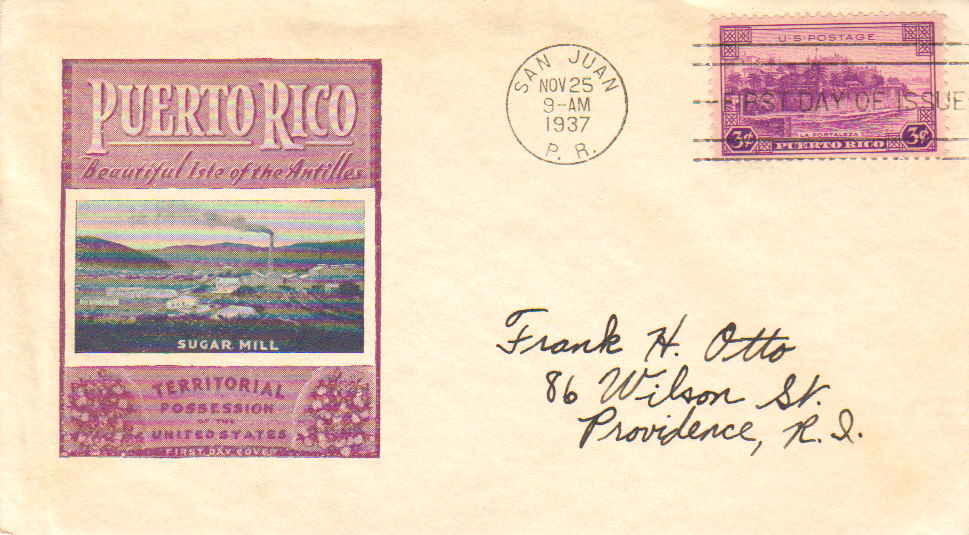 PUERTO RICO
Beautiful Isle of the Antilles
SUGAR MILL
TERRITORIAL
POSSESSION
OF THE
UNITED STATES
FIRST DAY COVER
SAN JUAN
NOV 25
9-AM
1937
P. R.
U·S·POSTAGE
FIRST DAY OF ISSUE
LA FORTALEZA
3¢ PUERTO RICO 3¢
Frank H. Otto
86 Wilson St.
Providence, R.I.